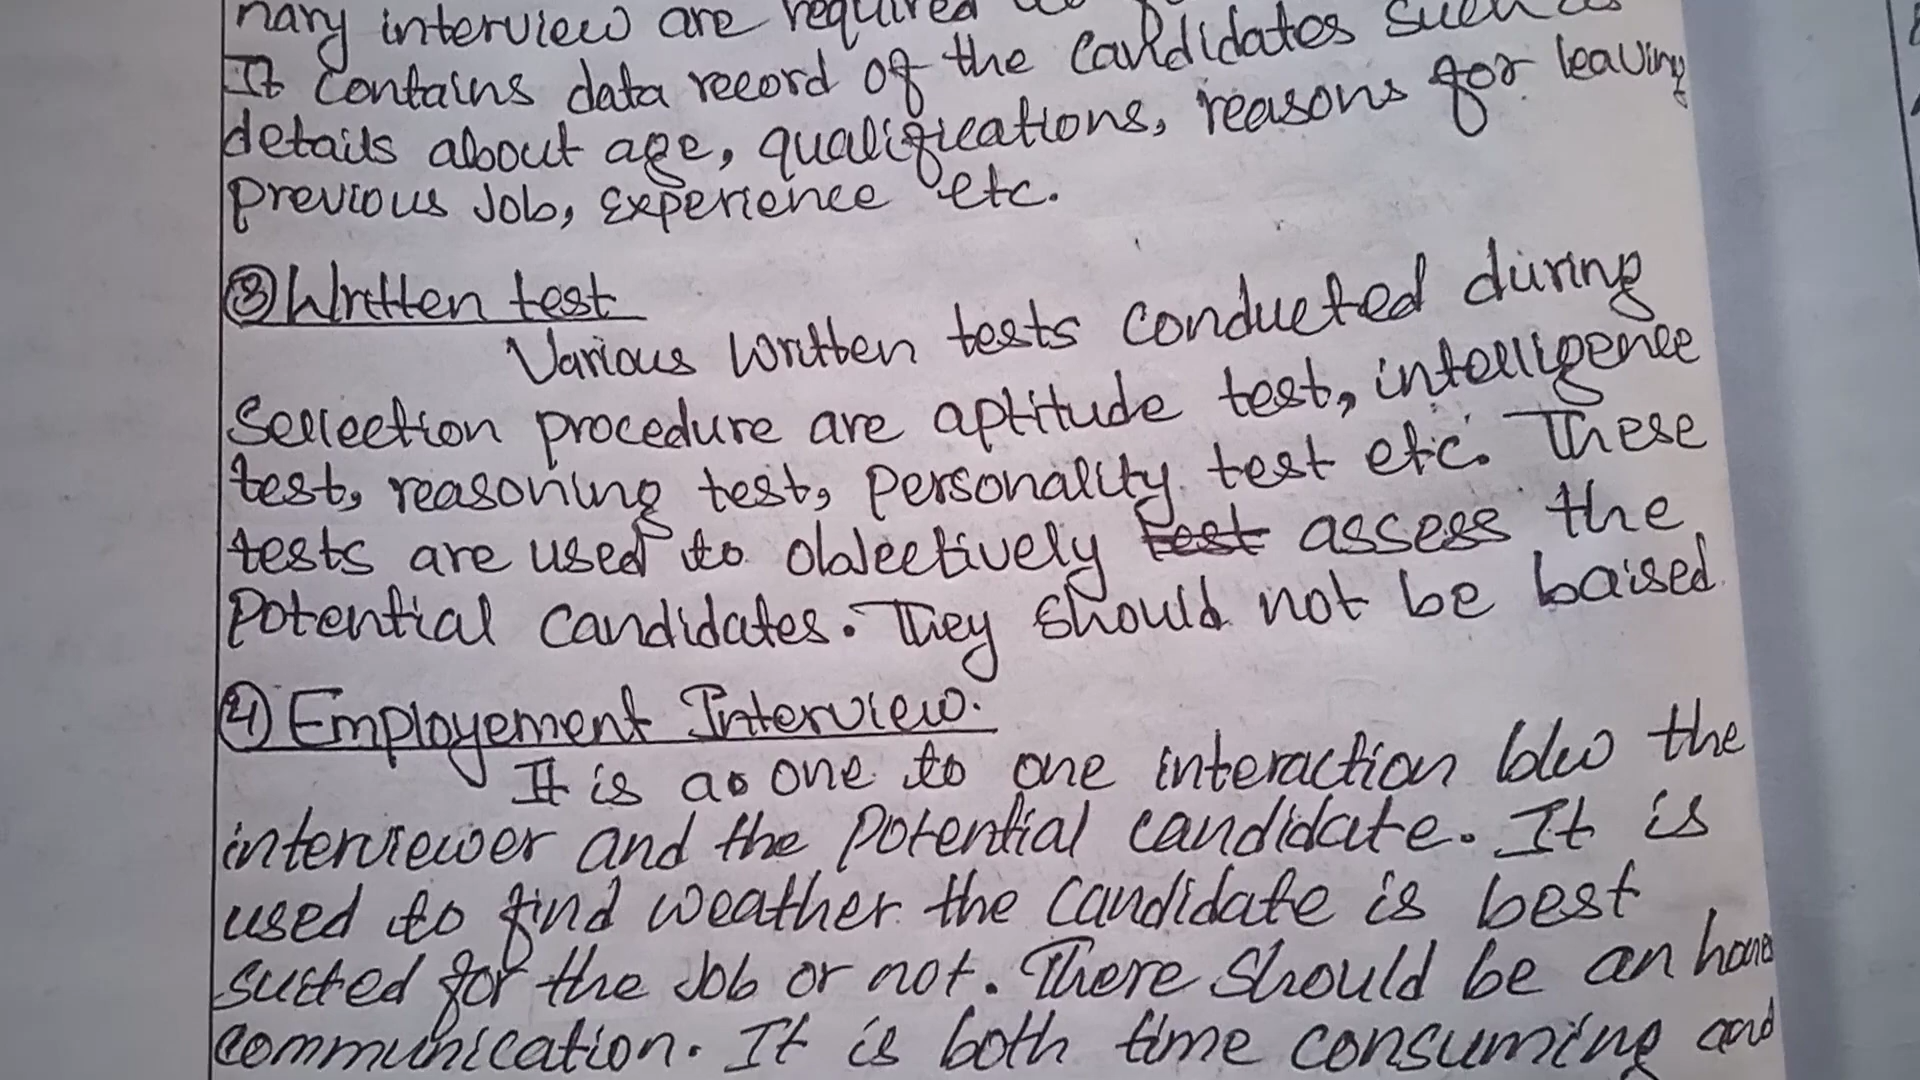 nary interview are required to
It contains data record of the candidates such as
details about age, qualifications, reasons for leaving
previous Job, experience etc.
③ Written test
Various written tests conducted during
Sellection procedure are aptitude test, intelligence
test, reasoning test, personality test etc. These
tests are used to objectively test assess the
Potential candidates. They should not be baised
④ Employement Interview.
It is a one to one interaction b/w the
interviewer and the Potential candidate. It is
used to find weather the candidate is best
suited for the Job or not. There should be an hones
communication. It is both time consuming and